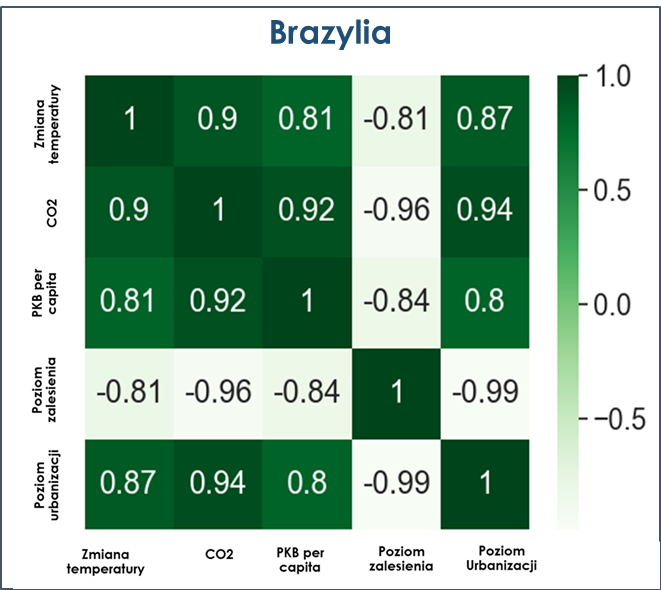 Brazylia
Zmiana
temperatury
1 0.9 0.81 -0.81 0.87
CO2
0.9 1 0.92 -0.96 0.94
PKB per
capita
0.81 0.92 1 -0.84 0.8
Poziom
zalesienia
-0.81 -0.96 -0.84 1 -0.99
Poziom
urbanizacji
0.87 0.94 0.8 -0.99 1
Zmiana
temperatury
CO2
PKB per
capita
Poziom
zalesienia
Poziom
Urbanizacji
1.0
0.5
0.0
−0.5